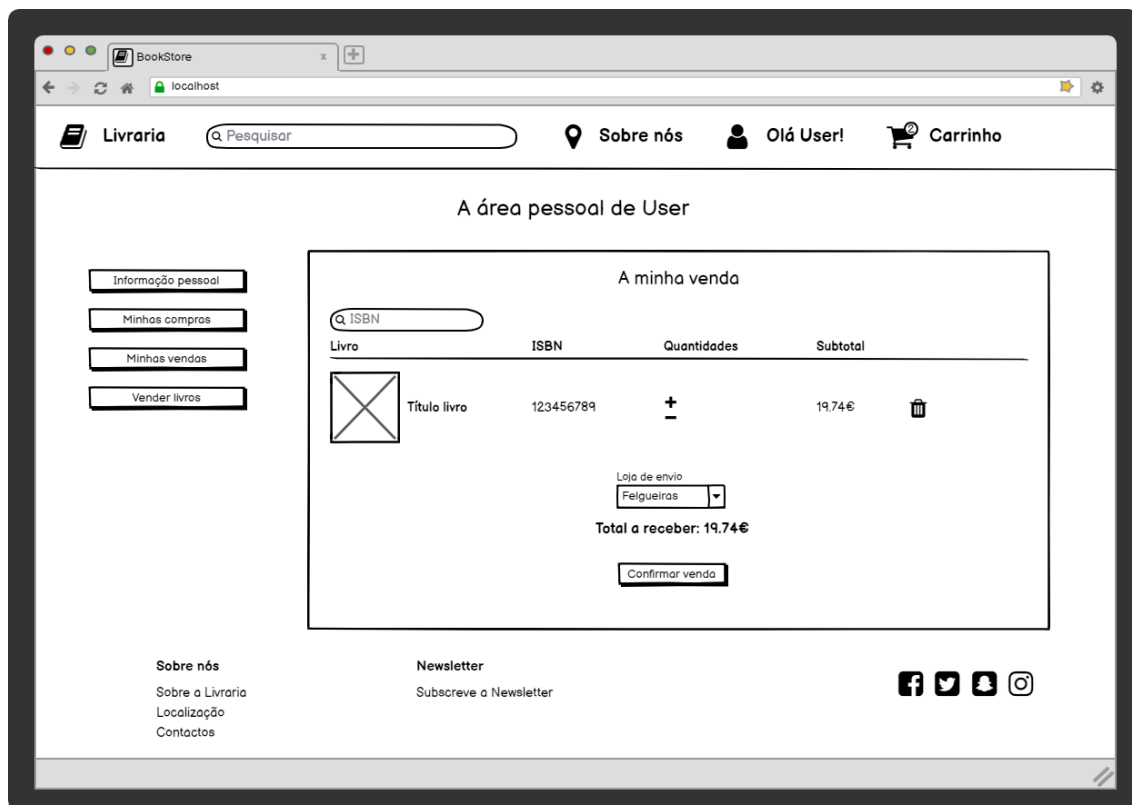 BookStore
localhost
Livraria Pesquisar Sobre nós Olá User! 2 Carrinho
A área pessoal de User
Informação pessoal
Minhas compras
Minhas vendas
Vender livros
A minha venda
ISBN
Livro ISBN Quantidades Subtotal
Título livro 123456789 + − 19.74€
Loja de envio
Felgueiras
Total a receber: 19.74€
Confirmar venda
Sobre nós
Sobre a Livraria
Localização
Contactos
Newsletter
Subscreve a Newsletter